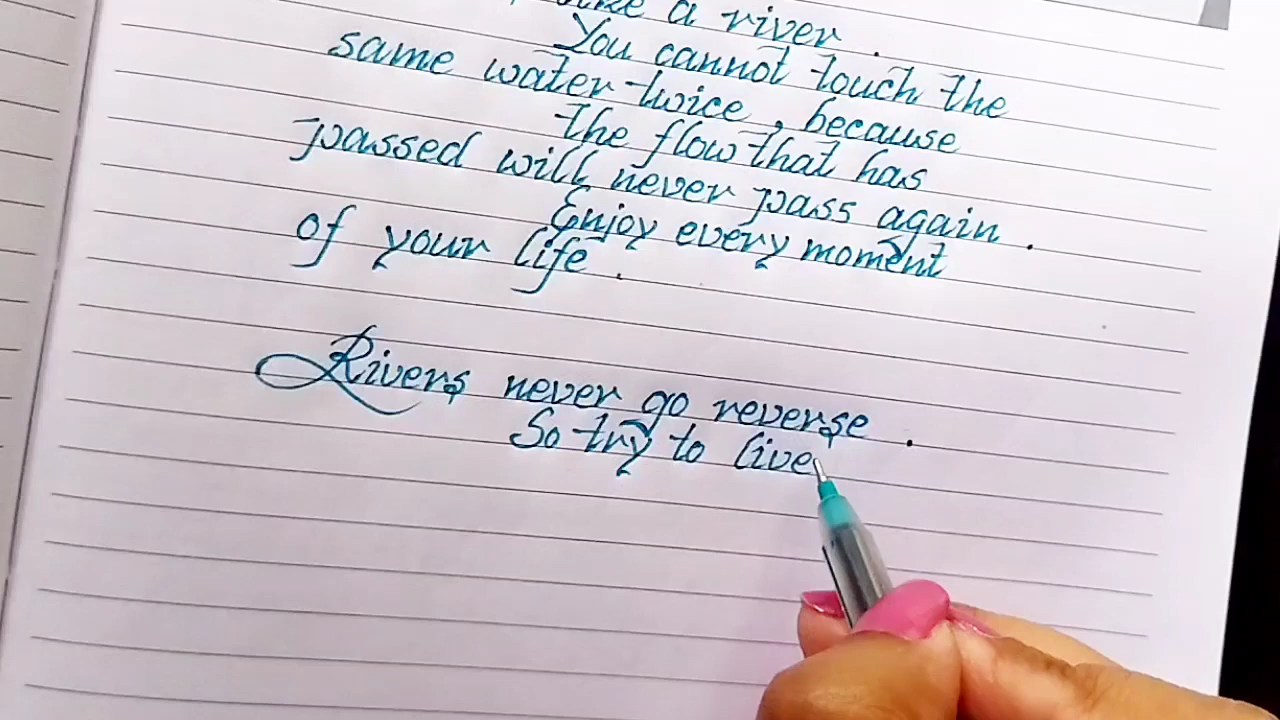 a river .
You cannot touch the
same water twice , because
the flow that has
passed will never pass again .
Enjoy every moment
of your life .
Rivers never go reverse .
So try to live